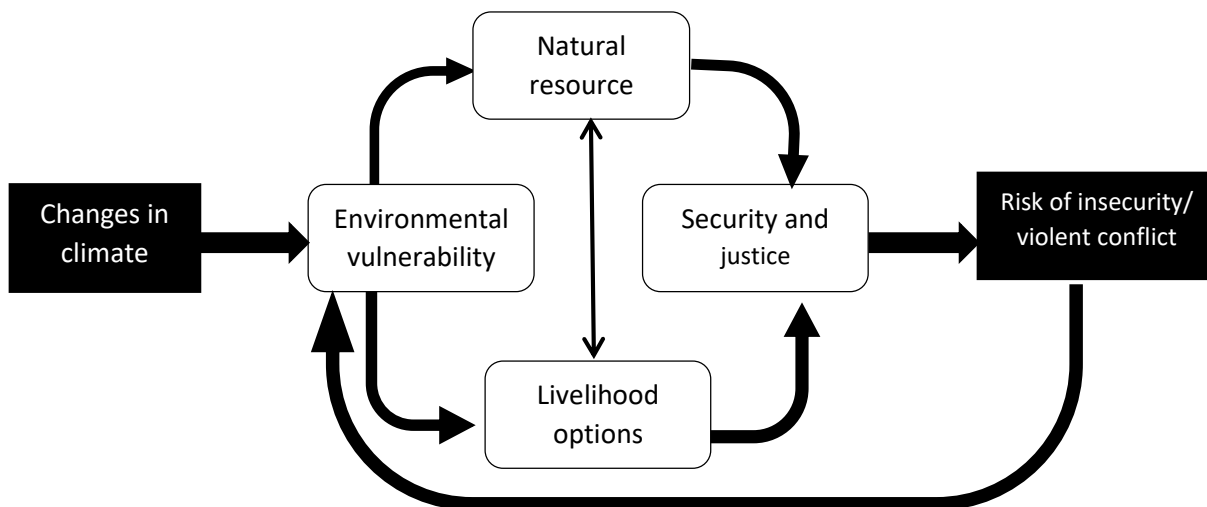 Natural
resource
Changes in
climate
Environmental
vulnerability
Security and
justice
Risk of insecurity/
violent conflict
Livelihood
options